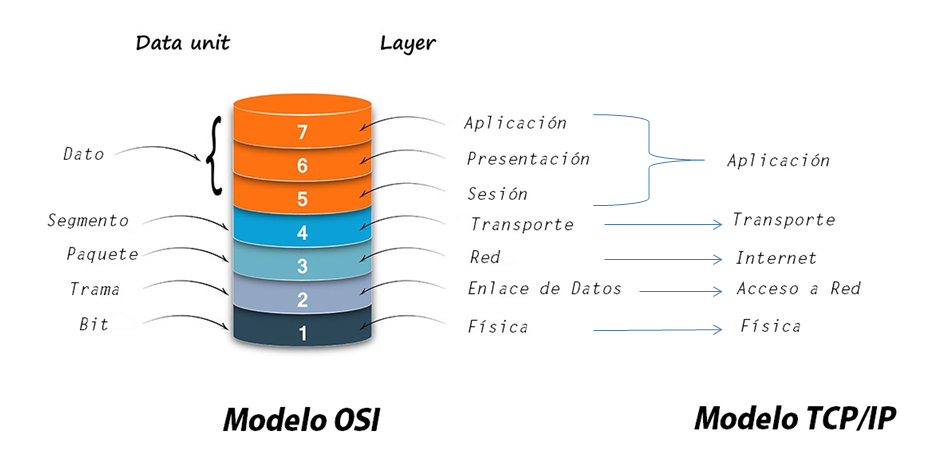 Data unit
Layer
7
Aplicación
Dato
6
Presentación
Aplicación
5
Sesión
Segmento
4
Transporte
Transporte
Paquete
3
Red
Internet
Trama
2
Enlace de Datos
Acceso a Red
Bit
1
Física
Física
Modelo OSI
Modelo TCP/IP